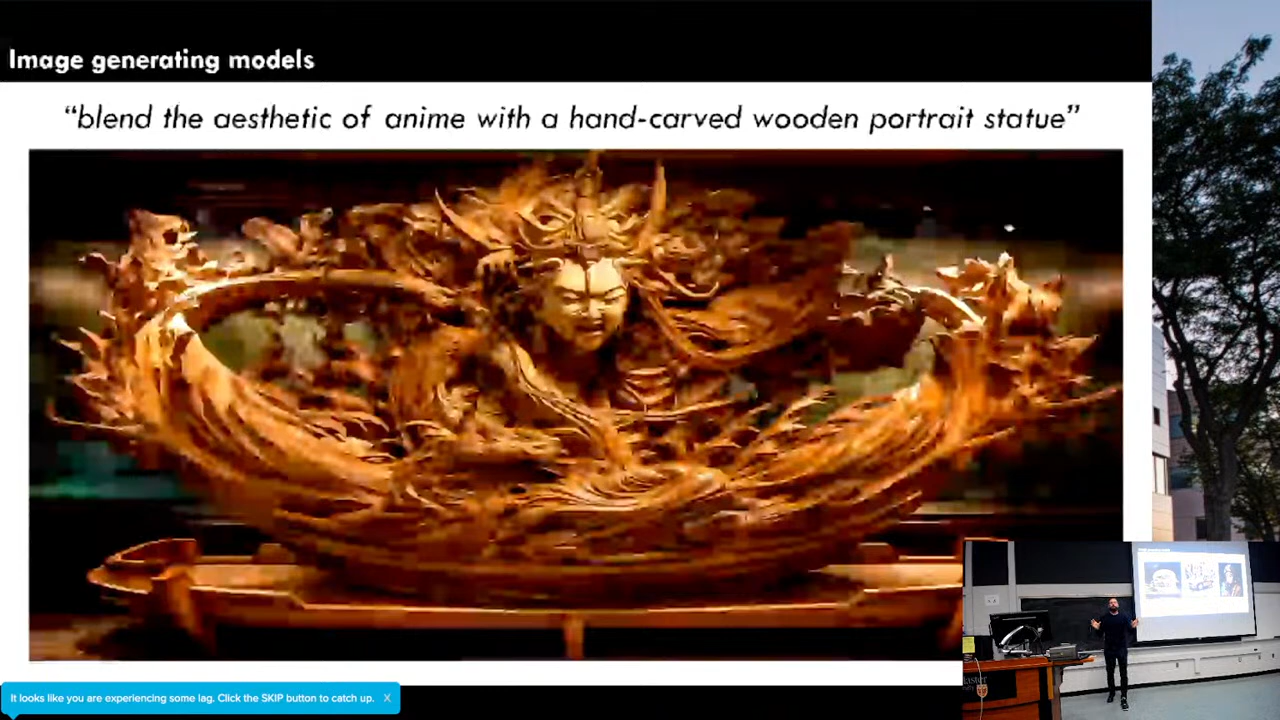 Image generating models
“blend the aesthetic of anime with a hand-carved wooden portrait statue”
It looks like you are experiencing some lag. Click the SKIP button to catch up. X